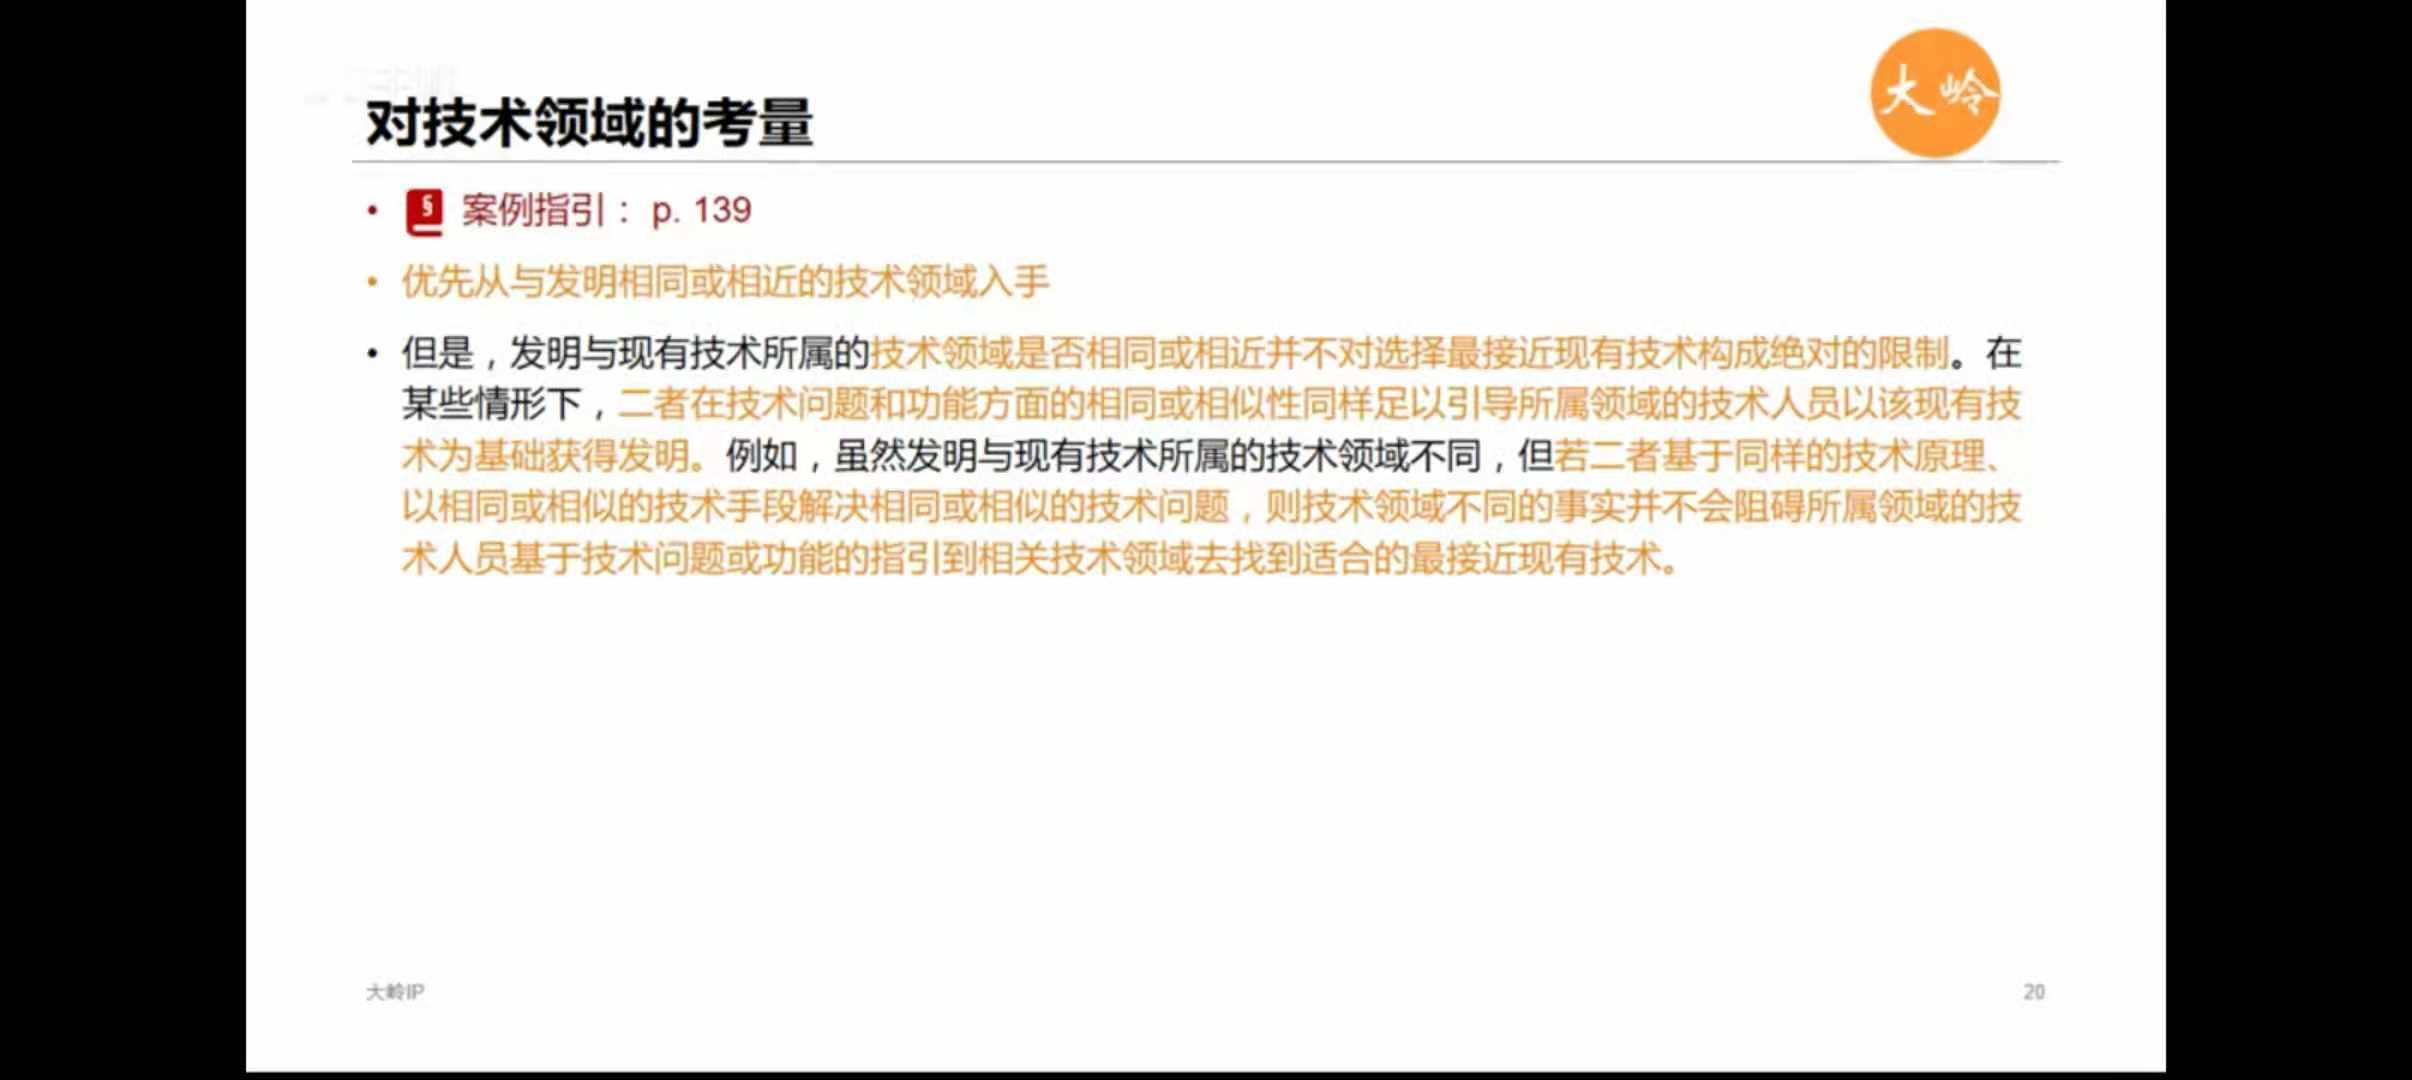 大岭
对技术领域的考量
• § 案例指引： p. 139
• 优先从与发明相同或相近的技术领域入手
• 但是，发明与现有技术所属的技术领域是否相同或相近并不对选择最接近现有技术构成绝对的限制。在
某些情形下，二者在技术问题和功能方面的相同或相似性同样足以引导所属领域的技术人员以该现有技
术为基础获得发明。例如，虽然发明与现有技术所属的技术领域不同，但若二者基于同样的技术原理、
以相同或相似的技术手段解决相同或相似的技术问题，则技术领域不同的事实并不会阻碍所属领域的技
术人员基于技术问题或功能的指引到相关技术领域去找到适合的最接近现有技术。
大岭IP
20